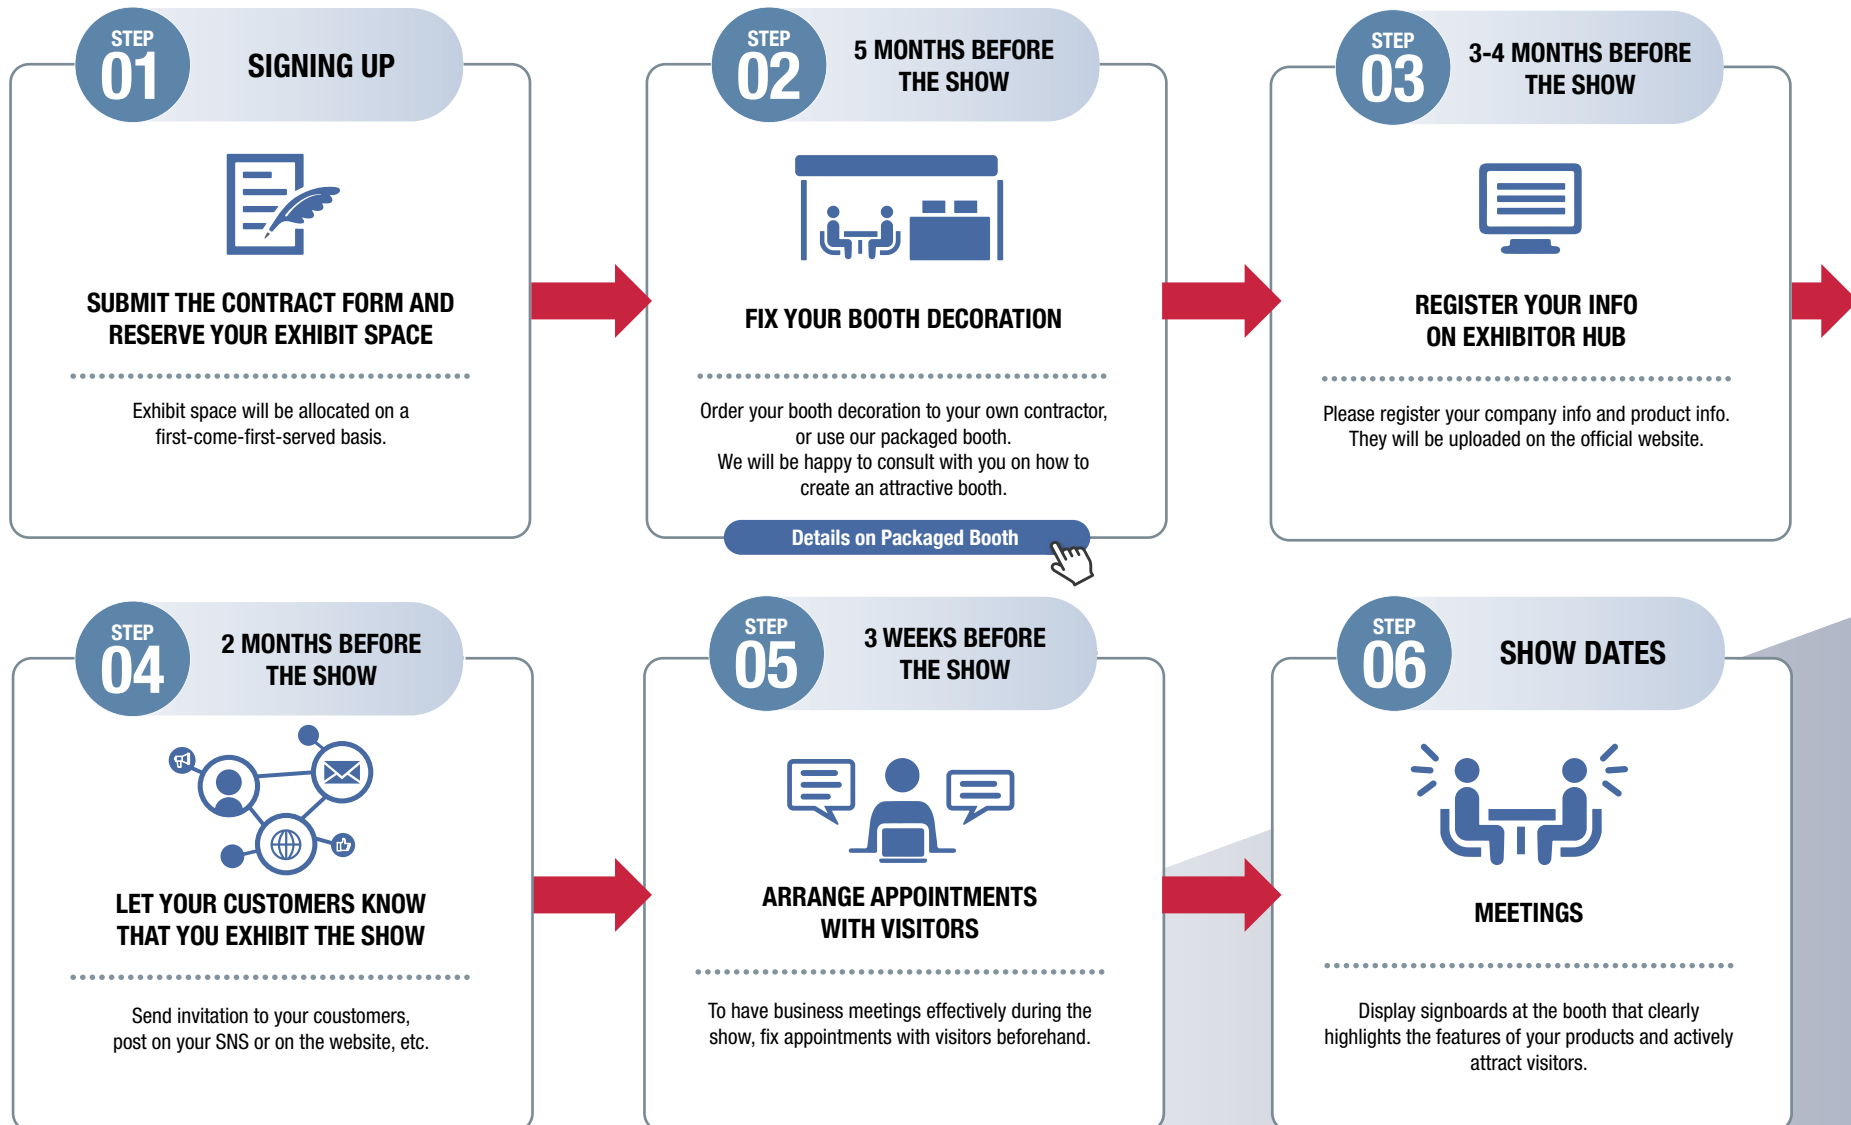 STEP
01
SIGNING UP
SUBMIT THE CONTRACT FORM AND
RESERVE YOUR EXHIBIT SPACE
Exhibit space will be allocated on a
first-come-first-served basis.
STEP
02
5 MONTHS BEFORE
THE SHOW
FIX YOUR BOOTH DECORATION
Order your booth decoration to your own contractor,
or use our packaged booth.
We will be happy to consult with you on how to
create an attractive booth.
Details on Packaged Booth
STEP
03
3-4 MONTHS BEFORE
THE SHOW
REGISTER YOUR INFO
ON EXHIBITOR HUB
Please register your company info and product info.
They will be uploaded on the official website.
STEP
04
2 MONTHS BEFORE
THE SHOW
LET YOUR CUSTOMERS KNOW
THAT YOU EXHIBIT THE SHOW
Send invitation to your coustomers,
post on your SNS or on the website, etc.
STEP
05
3 WEEKS BEFORE
THE SHOW
ARRANGE APPOINTMENTS
WITH VISITORS
To have business meetings effectively during the
show, fix appointments with visitors beforehand.
STEP
06
SHOW DATES
MEETINGS
Display signboards at the booth that clearly
highlights the features of your products and actively
attract visitors.